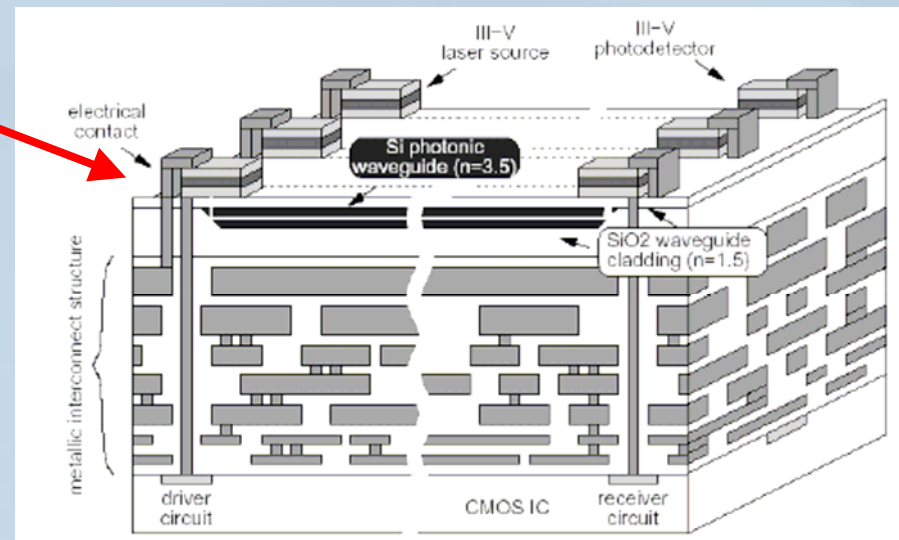 III-V
laser source
III-V
photodetector
electrical
contact
Si photonic
waveguide (n=3.5)
SiO2 waveguide
cladding (n=1.5)
metallic interconnect structure
driver
circuit
CMOS IC
receiver
circuit